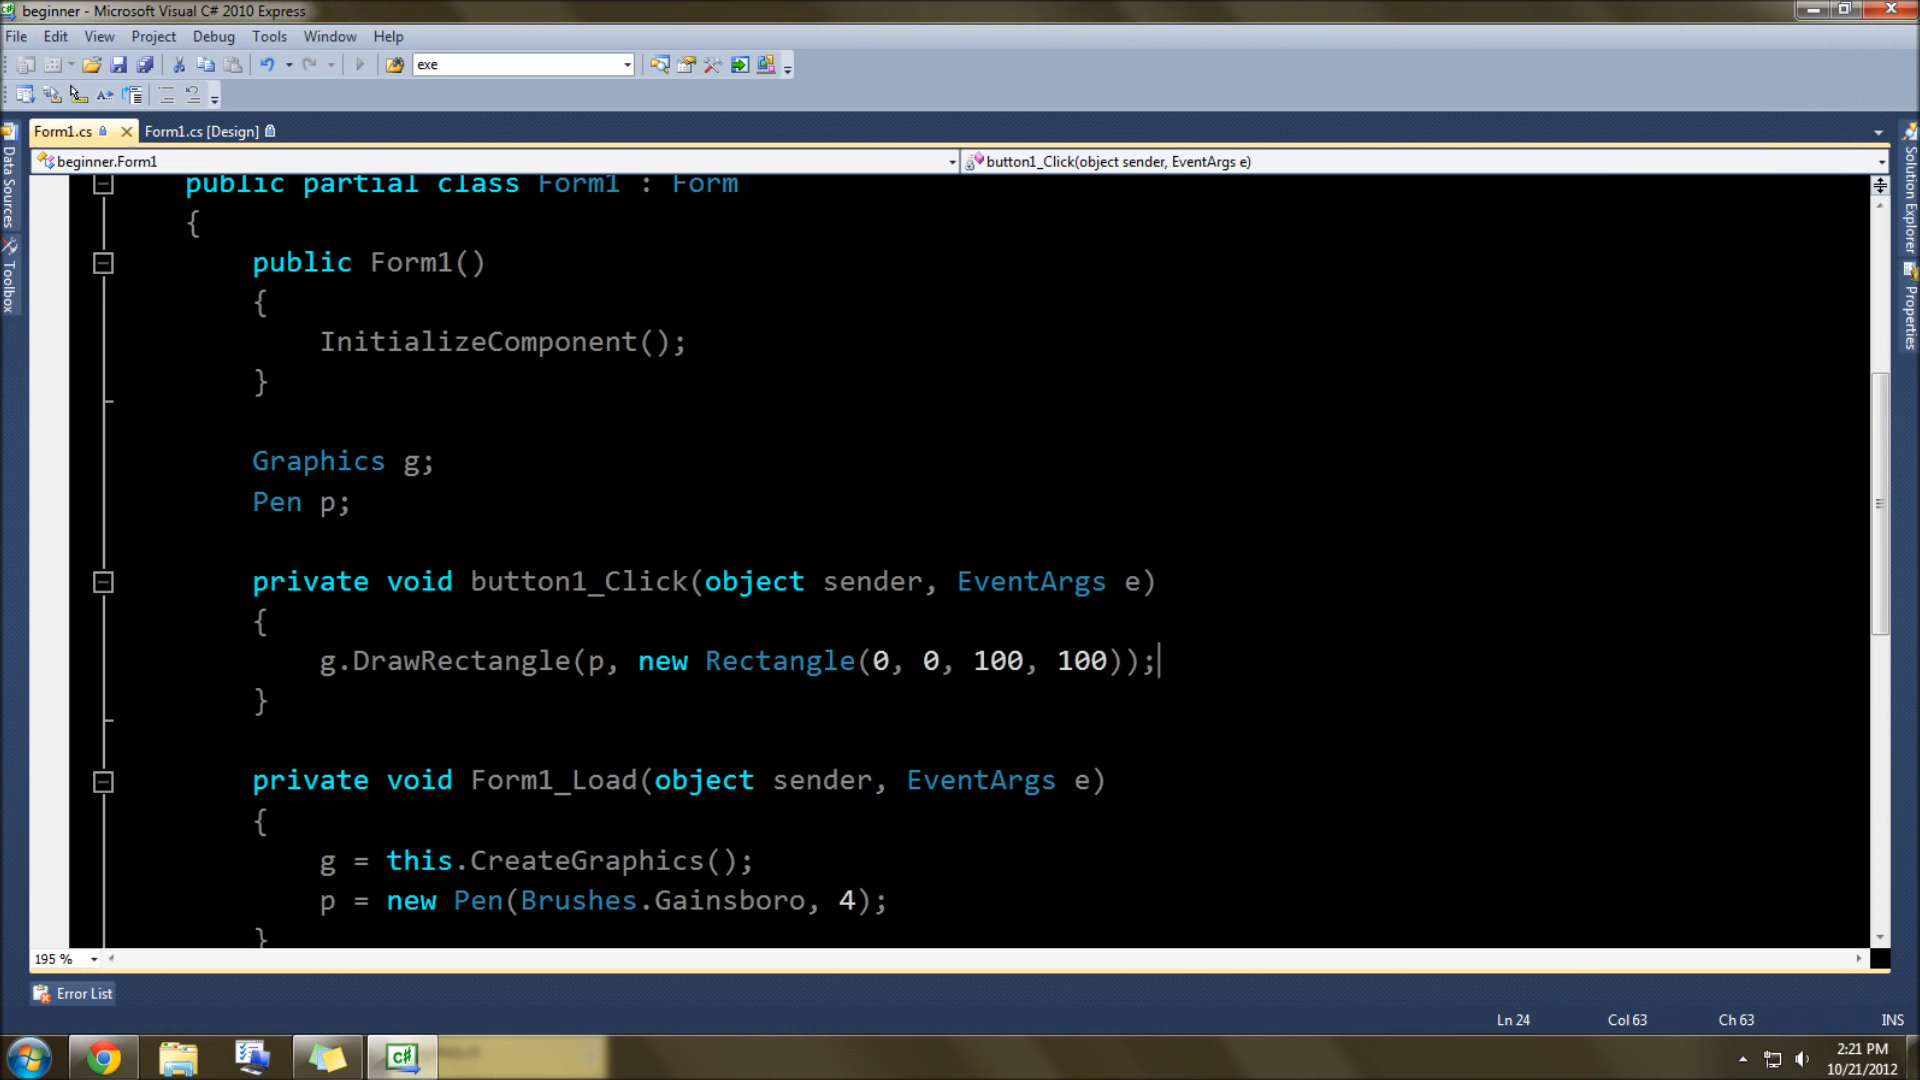 beginner - Microsoft Visual C# 2010 Express
File Edit View Project Debug Tools Window Help
exe
Form1.cs Form1.cs [Design]
beginner.Form1 button1_Click(object sender, EventArgs e)
Data Sources
Toolbox
Solution Explorer
Properties
public partial class Form1 : Form
{
public Form1()
{
InitializeComponent();
}
Graphics g;
Pen p;
private void button1_Click(object sender, EventArgs e)
{
g.DrawRectangle(p, new Rectangle(0, 0, 100, 100));
}
private void Form1_Load(object sender, EventArgs e)
{
g = this.CreateGraphics();
p = new Pen(Brushes.Gainsboro, 4);
}
195 %
Error List
Ln 24 Col 63 Ch 63 INS
C#
2:21 PM
10/21/2012